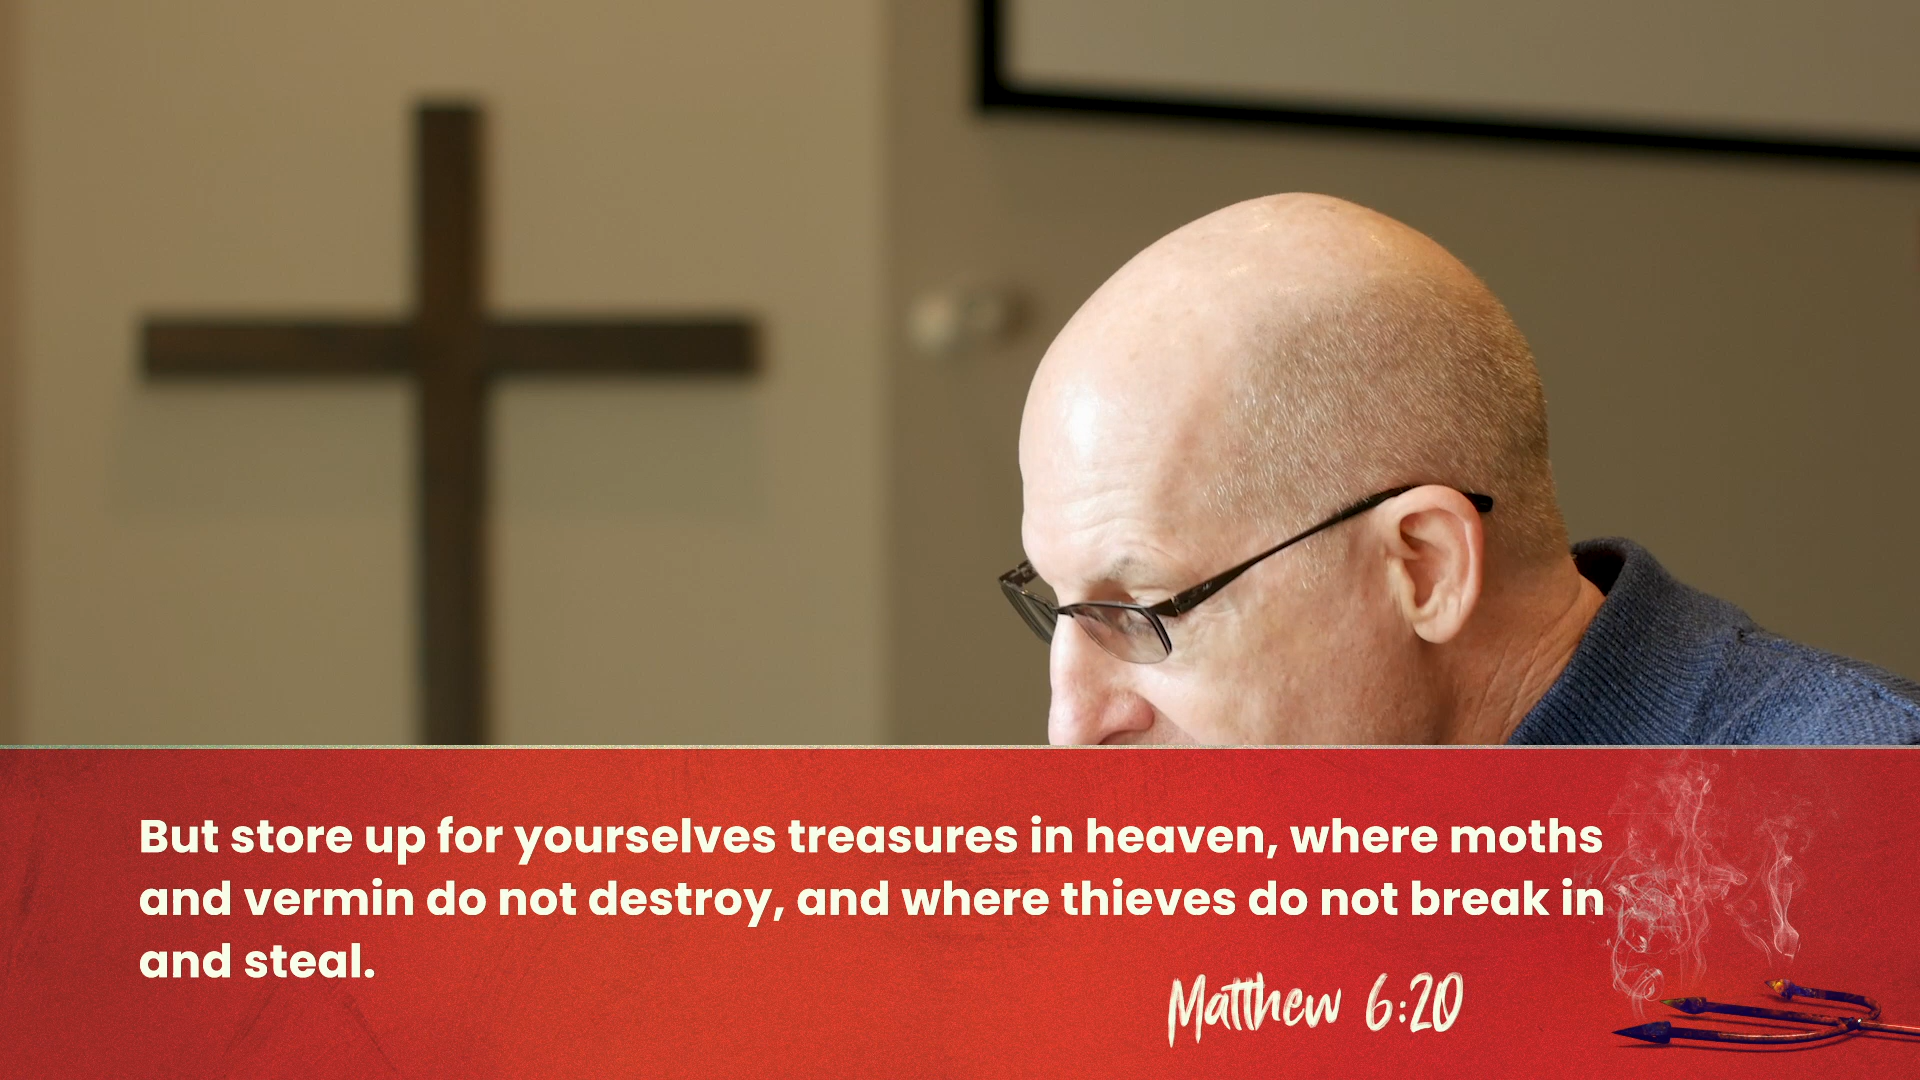 But store up for yourselves treasures in heaven, where moths
and vermin do not destroy, and where thieves do not break in
and steal.
Matthew 6:20